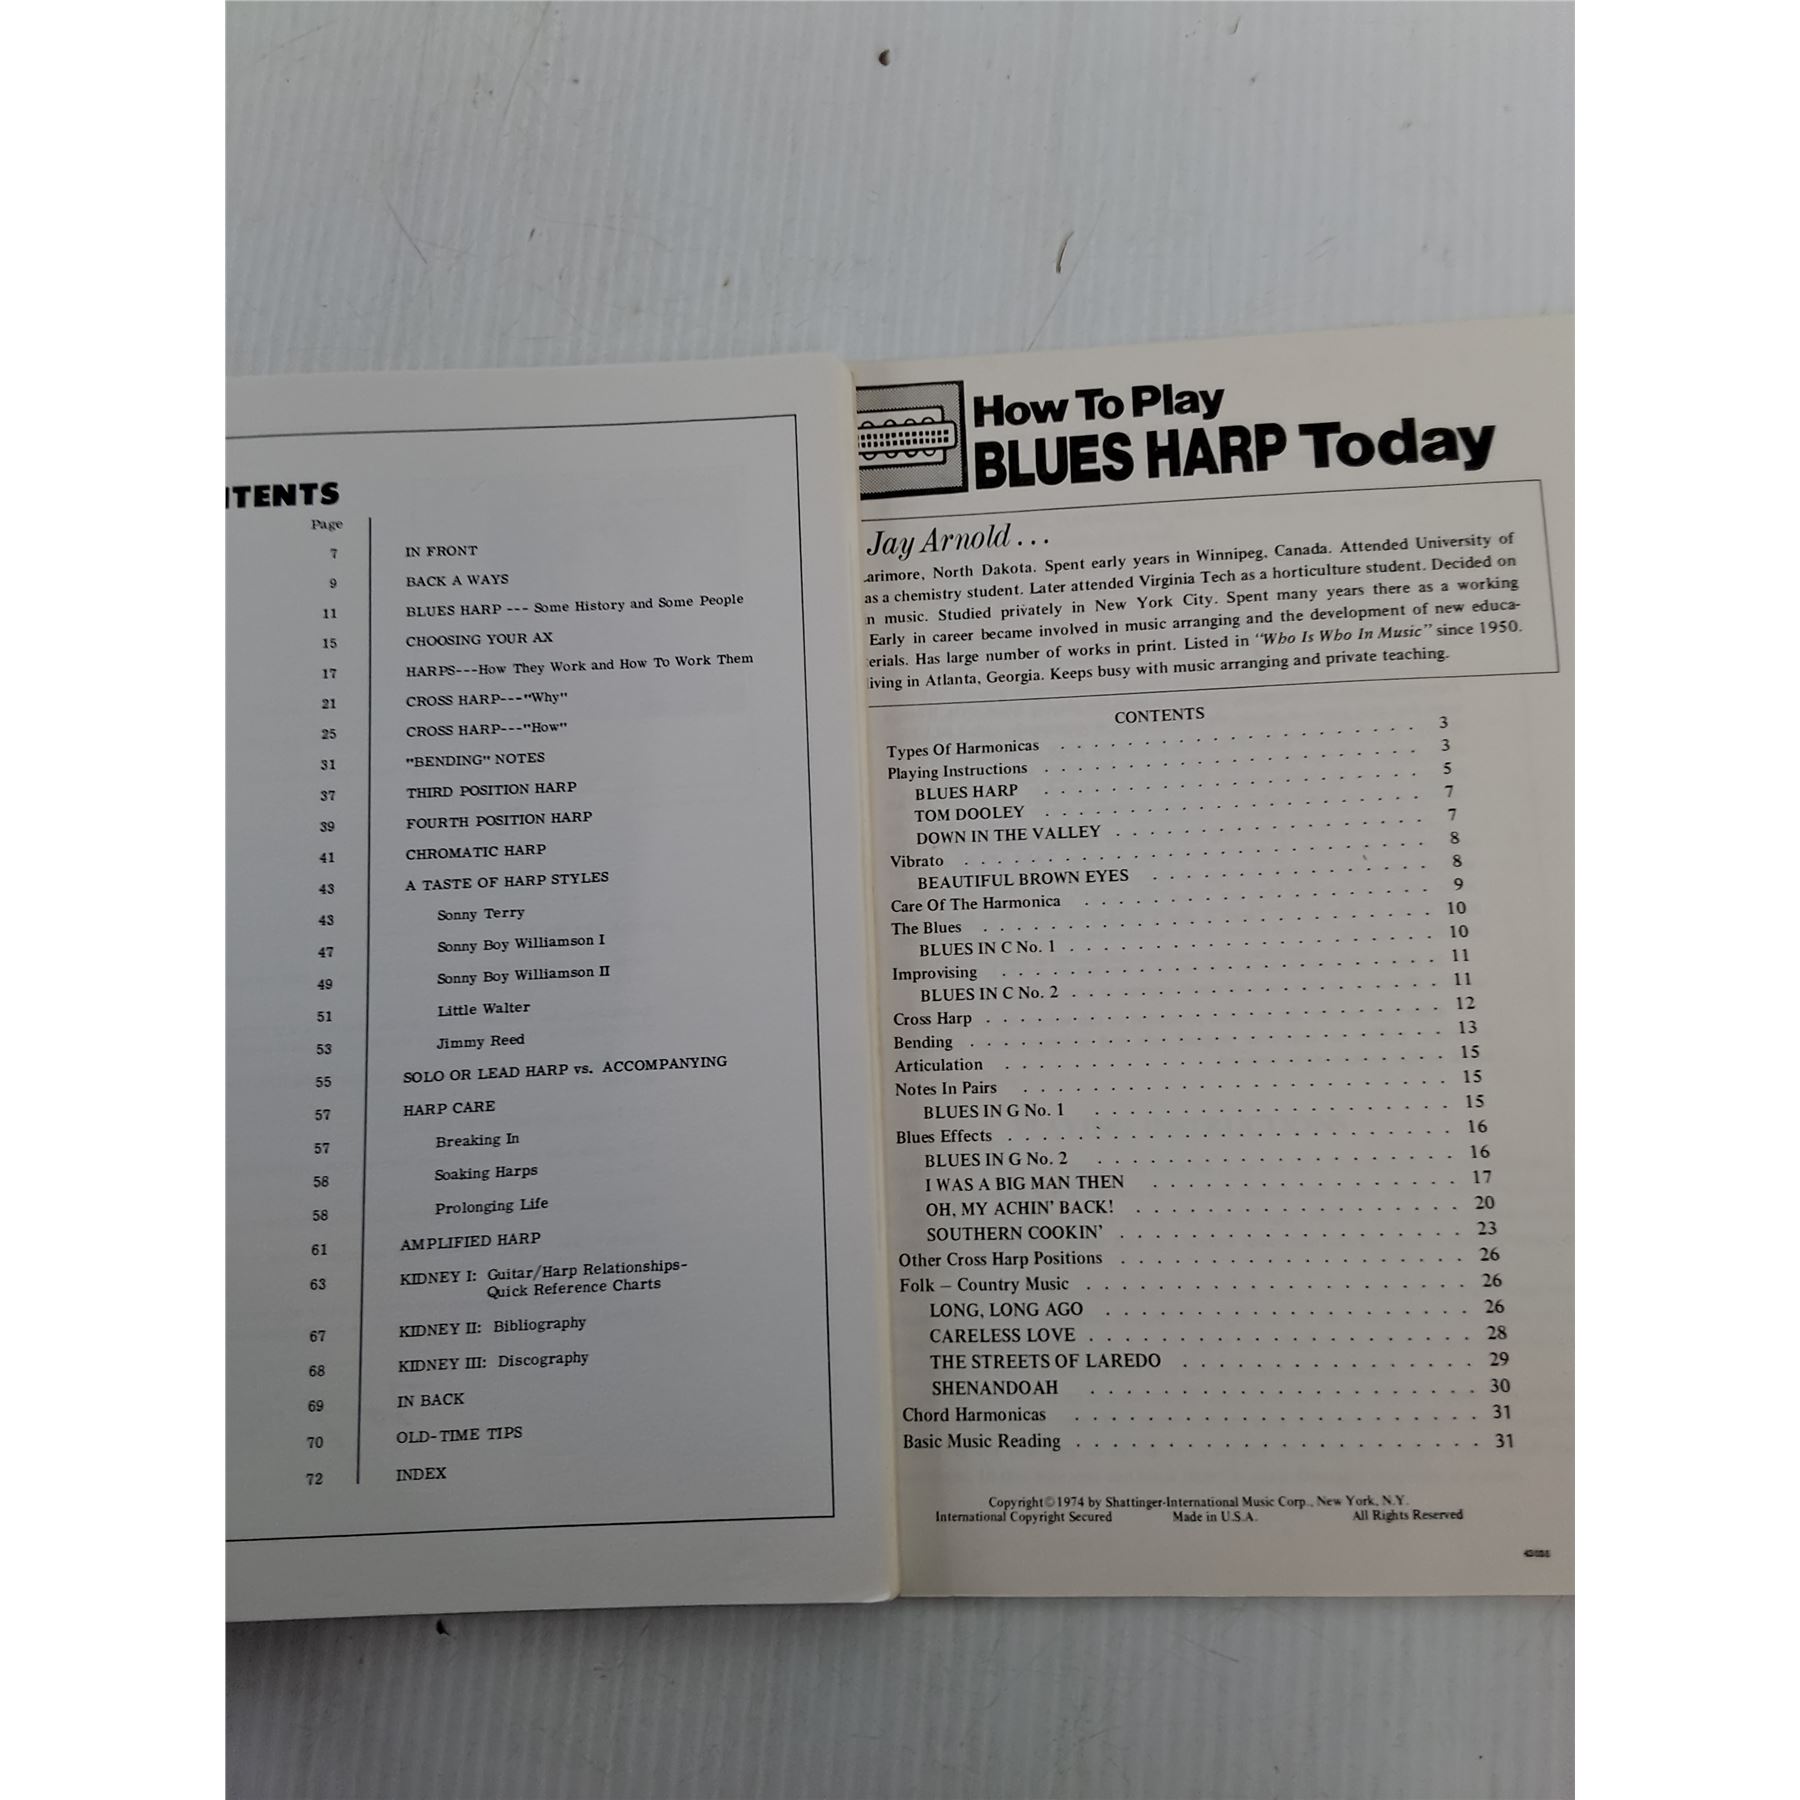 TENTS
Page
7 IN FRONT
9 BACK A WAYS
11 BLUES HARP --- Some History and Some People
15 CHOOSING YOUR AX
17 HARPS---How They Work and How To Work Them
21 CROSS HARP---"Why"
25 CROSS HARP---"How"
31 "BENDING" NOTES
37 THIRD POSITION HARP
39 FOURTH POSITION HARP
41 CHROMATIC HARP
43 A TASTE OF HARP STYLES
43 Sonny Terry
47 Sonny Boy Williamson I
49 Sonny Boy Williamson II
51 Little Walter
53 Jimmy Reed
55 SOLO OR LEAD HARP vs. ACCOMPANYING
57 HARP CARE
57 Breaking In
58 Soaking Harps
58 Prolonging Life
61 AMPLIFIED HARP
63 KIDNEY I: Guitar/Harp Relationships-
Quick Reference Charts
67 KIDNEY II: Bibliography
68 KIDNEY III: Discography
69 IN BACK
70 OLD-TIME TIPS
72 INDEX
How To Play
BLUES HARP Today
Jay Arnold...
arimore, North Dakota. Spent early years in Winnipeg, Canada. Attended University of
as a chemistry student. Later attended Virginia Tech as a horticulture student. Decided on
n music. Studied privately in New York City. Spent many years there as a working
Early in career became involved in music arranging and the development of new educa-
erials. Has large number of works in print. Listed in "Who Is Who In Music" since 1950.
iving in Atlanta, Georgia. Keeps busy with music arranging and private teaching.
CONTENTS
Types Of Harmonicas . . . . . . . . . . . . . . . . . 3
Playing Instructions . . . . . . . . . . . . . . . . . 3
BLUES HARP . . . . . . . . . . . . . . . . . 5
TOM DOOLEY . . . . . . . . . . . . . . . . . 7
DOWN IN THE VALLEY . . . . . . . . . . . . . . 7
Vibrato . . . . . . . . . . . . . . . . . . . . . 8
BEAUTIFUL BROWN EYES . . . . . . . . . . . . . 8
Care Of The Harmonica . . . . . . . . . . . . . . . . 9
The Blues . . . . . . . . . . . . . . . . . . . . . 10
BLUES IN C No. 1 . . . . . . . . . . . . . . . . . 10
Improvising . . . . . . . . . . . . . . . . . . . . 11
BLUES IN C No. 2 . . . . . . . . . . . . . . . . . 11
Cross Harp . . . . . . . . . . . . . . . . . . . . . 12
Bending . . . . . . . . . . . . . . . . . . . . . . 13
Articulation . . . . . . . . . . . . . . . . . . . . 15
Notes In Pairs . . . . . . . . . . . . . . . . . . . 15
BLUES IN G No. 1 . . . . . . . . . . . . . . . . . 15
Blues Effects . . . . . . . . . . . . . . . . . . . . 16
BLUES IN G No. 2 . . . . . . . . . . . . . . . . . 16
I WAS A BIG MAN THEN . . . . . . . . . . . . . . 17
OH, MY ACHIN' BACK! . . . . . . . . . . . . . . . 20
SOUTHERN COOKIN' . . . . . . . . . . . . . . . . 23
Other Cross Harp Positions . . . . . . . . . . . . . . . 26
Folk – Country Music . . . . . . . . . . . . . . . . . 26
LONG, LONG AGO . . . . . . . . . . . . . . . . . 26
CARELESS LOVE . . . . . . . . . . . . . . . . . . 28
THE STREETS OF LAREDO . . . . . . . . . . . . . . 29
SHENANDOAH . . . . . . . . . . . . . . . . . . 30
Chord Harmonicas . . . . . . . . . . . . . . . . . . 31
Basic Music Reading . . . . . . . . . . . . . . . . . . 31
Copyright © 1974 by Shattinger-International Music Corp., New York, N.Y.
International Copyright Secured Made in U.S.A. All Rights Reserved